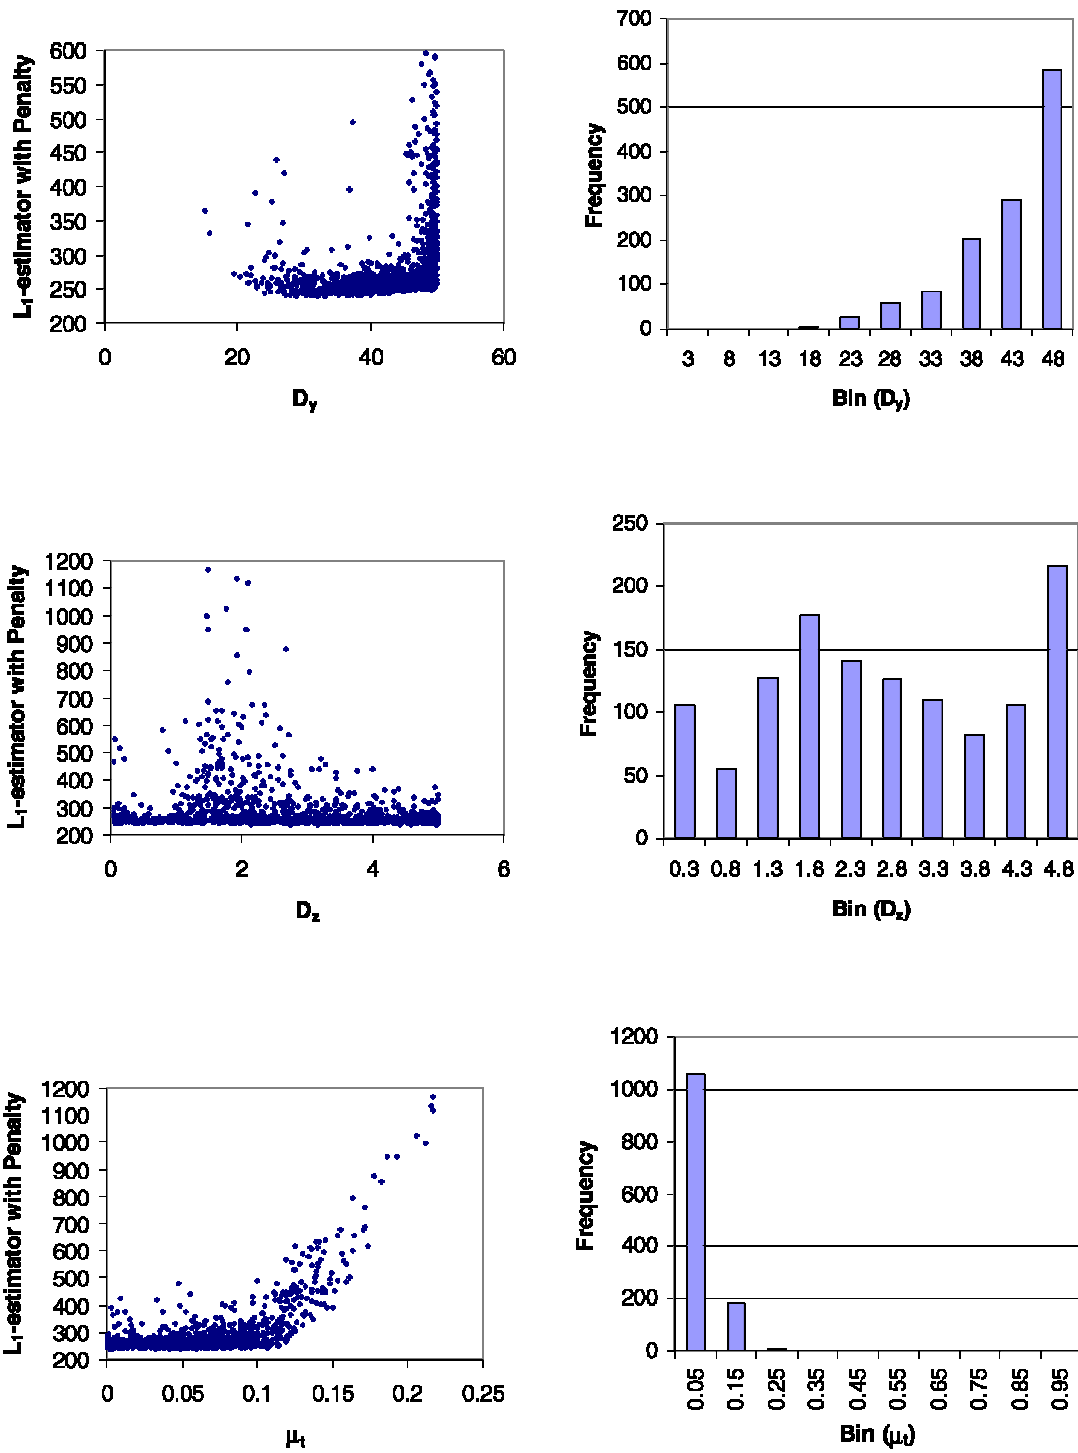 L₁-estimator with Penalty
600
550
500
450
400
350
300
250
200
0 20 40 60
Dy
Frequency
700
600
500
400
300
200
100
0
3 8 13 18 23 28 33 38 43 48
Bin (Dy)
L₁-estimator with Penalty
1200
1100
1000
900
800
700
600
500
400
300
200
0 2 4 6
Dz
Frequency
250
200
150
100
50
0
0.3 0.8 1.3 1.8 2.3 2.8 3.3 3.8 4.3 4.8
Bin (Dz)
L₁-estimator with Penalty
1200
1100
1000
900
800
700
600
500
400
300
200
0 0.05 0.1 0.15 0.2 0.25
μt
Frequency
1200
1000
800
600
400
200
0
0.05 0.15 0.25 0.35 0.45 0.55 0.65 0.75 0.85 0.95
Bin (μt)